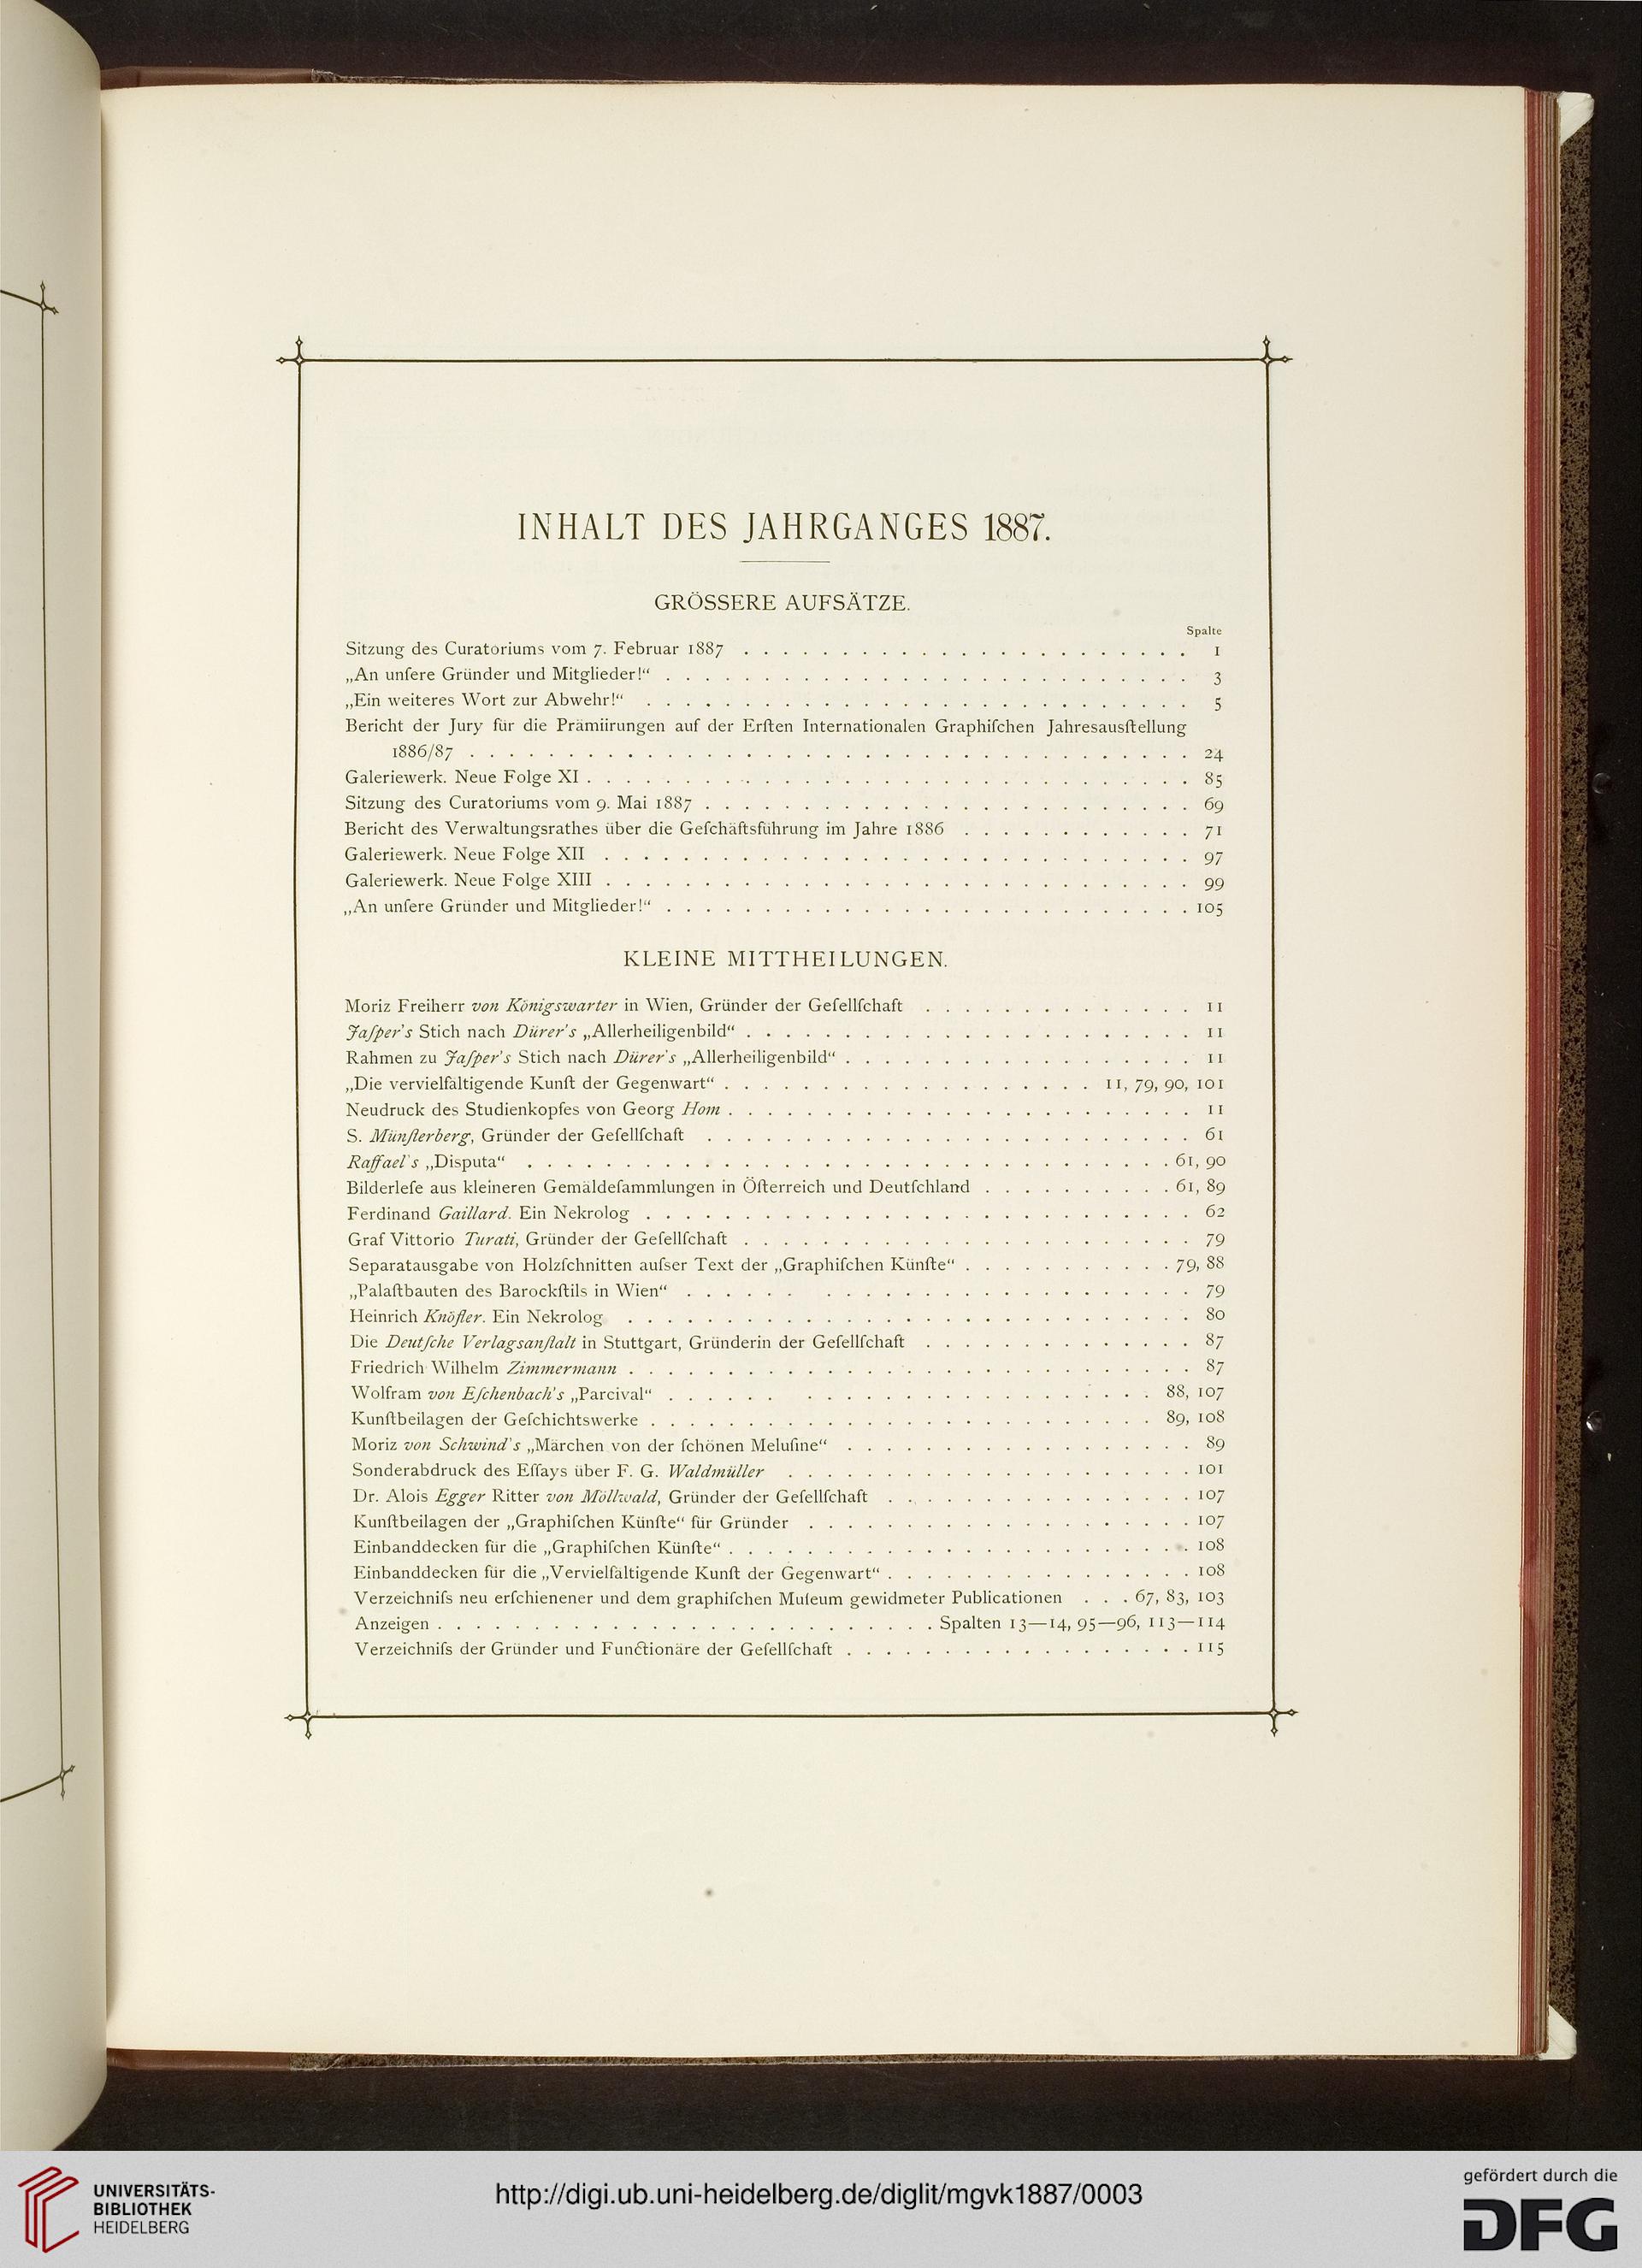 INHALT DES JAHRGANGES 1887.
GRÖSSERE AUFSÄTZE.
Spalte
Sitzung des Curatoriums vom 7. Februar 1887 . . . . . . . . . . 1
„An unſere Gründer und Mitglieder!“ . . . . . . . . . . 3
„Ein weiteres Wort zur Abwehr!“ . . . . . . . . . . 5
Bericht der Jury für die Prämiirungen auf der Erſten Internationalen Graphiſchen Jahresausſtellung
1886/87 . . . . . . . . . . 24
Galeriewerk. Neue Folge XI . . . . . . . . . . 85
Sitzung des Curatoriums vom 9. Mai 1887 . . . . . . . . . . 69
Bericht des Verwaltungsrathes über die Geſchäftsführung im Jahre 1886 . . . . . . . . . . 71
Galeriewerk. Neue Folge XII . . . . . . . . . . 97
Galeriewerk. Neue Folge XIII . . . . . . . . . . 99
„An unſere Gründer und Mitglieder!“ . . . . . . . . . . 105
KLEINE MITTHEILUNGEN.
Moriz Freiherr von Königswarter in Wien, Gründer der Geſellſchaft . . . . . . . . . . 11
Jaſper's Stich nach Dürer's „Allerheiligenbild“ . . . . . . . . . . 11
Rahmen zu Jaſper's Stich nach Dürer's „Allerheiligenbild“ . . . . . . . . . . 11
„Die vervielfältigende Kunſt der Gegenwart“ . . . . . . . . . . 11, 79, 90, 101
Neudruck des Studienkopfes von Georg Hom . . . . . . . . . . 11
S. Münſterberg, Gründer der Geſellſchaft . . . . . . . . . . 61
Raffael's „Disputa“ . . . . . . . . . . 61, 90
Bilderleſe aus kleineren Gemäldeſammlungen in Öſterreich und Deutſchland . . . . . . . . . . 61, 89
Ferdinand Gaillard. Ein Nekrolog . . . . . . . . . . 62
Graf Vittorio Turati, Gründer der Geſellſchaft . . . . . . . . . . 79
Separatausgabe von Holzſchnitten auſser Text der „Graphiſchen Künſte“ . . . . . . . . . . 79, 88
„Palaſtbauten des Barockſtils in Wien“ . . . . . . . . . . 79
Heinrich Knöfler. Ein Nekrolog . . . . . . . . . . 80
Die Deutſche Verlagsanſtalt in Stuttgart, Gründerin der Geſellſchaft . . . . . . . . . . 87
Friedrich Wilhelm Zimmermann . . . . . . . . . . 87
Wolfram von Eſchenbach's „Parcival“ . . . . . . . . . . 88, 107
Kunſtbeilagen der Geſchichtswerke . . . . . . . . . . 89, 108
Moriz von Schwind's „Märchen von der ſchönen Meluſine“ . . . . . . . . . . 89
Sonderabdruck des Eſſays über F. G. Waldmüller . . . . . . . . . . 101
Dr. Alois Egger Ritter von Möllwald, Gründer der Geſellſchaft . . . . . . . . . . 107
Kunſtbeilagen der „Graphiſchen Künſte“ für Gründer . . . . . . . . . . 107
Einbanddecken für die „Graphiſchen Künſte“ . . . . . . . . . . 108
Einbanddecken für die „Vervielfältigende Kunſt der Gegenwart“ . . . . . . . . . . 108
Verzeichniſs neu erſchienener und dem graphiſchen Muſeum gewidmeter Publicationen . . . 67, 83, 103
Anzeigen . . . . . . . . . . Spalten 13—14, 95—96, 113—114
Verzeichniſs der Gründer und Functionäre der Geſellſchaft . . . . . . . . . . 115
UNIVERSITÄTS-
BIBLIOTHEK
HEIDELBERG
http://digi.ub.uni-heidelberg.de/diglit/mgvk1887/0003
gefördert durch die
DFG